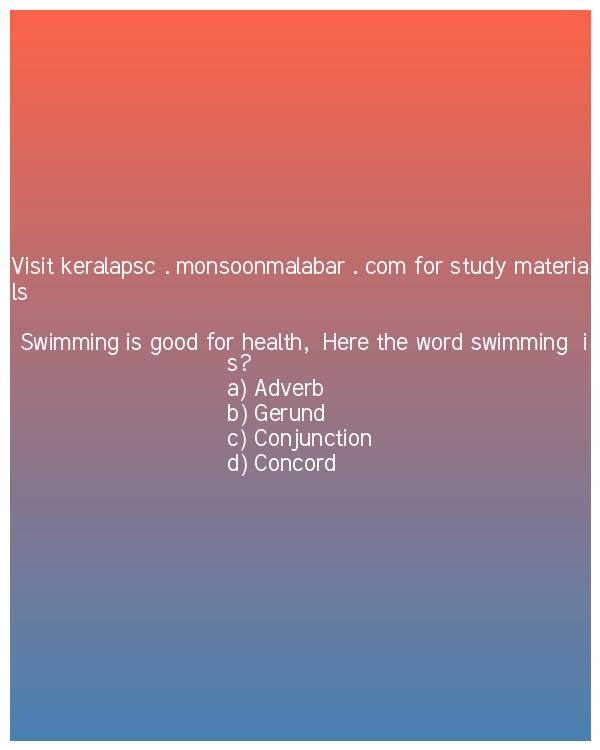 Visit keralapsc . monsoonmalabar . com for study materia
ls
Swimming is good for health,  Here the word swimming  i
s?
a) Adverb
b) Gerund
c) Conjunction
d) Concord